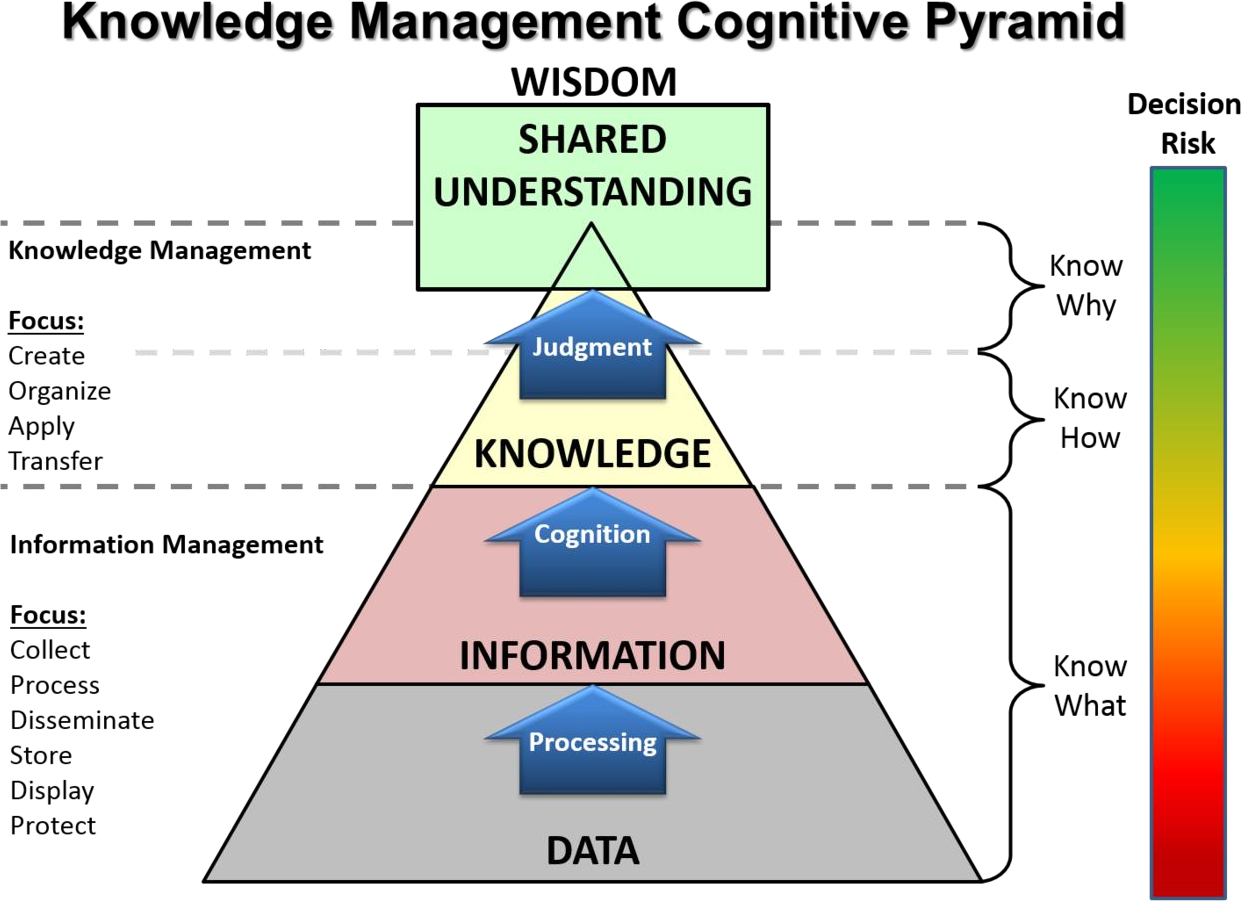 Knowledge Management Cognitive Pyramid
WISDOM
SHARED
UNDERSTANDING
Decision
Risk
Knowledge Management
Focus:
Create
Organize
Apply
Transfer
Know
Why
Judgment
Know
How
KNOWLEDGE
Information Management
Focus:
Collect
Process
Disseminate
Store
Display
Protect
Cognition
INFORMATION
Know
What
Processing
DATA